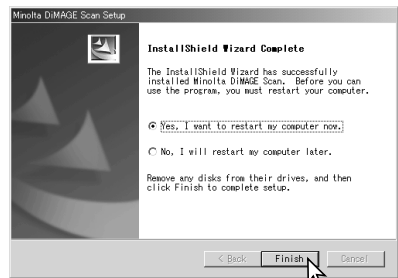 Minolta DiMAGE Scan Setup
InstallShield Wizard Complete
The InstallShield Wizard has successfully
installed Minolta DiMAGE Scan. Before you can
use the program, you must restart your computer.
Yes, I want to restart my computer now.
No, I will restart my computer later.
Remove any disks from their drives, and then
click Finish to complete setup.
< Back Finish Cancel